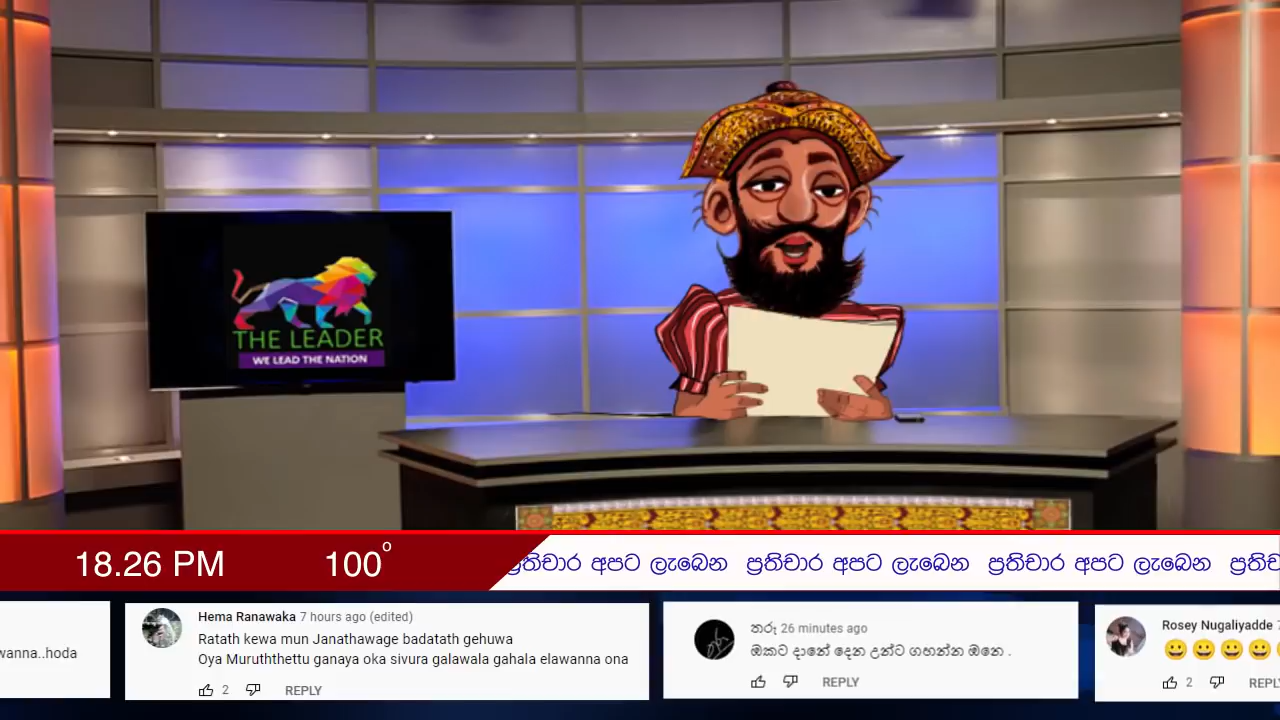 THE LEADER
WE LEAD THE NATION
18.26 PM 100°
ප්‍රතිචාර අපට ලැබෙන ප්‍රතිචාර අපට ලැබෙන ප්‍රතිචාර අපට ලැබෙන
wanna..hoda
Hema Ranawaka 7 hours ago (edited)
Ratath kewa mun Janathawage badatath gehuwa
Oya Muruththettu ganaya oka sivura galawala gahala elawanna ona
2 REPLY
තරූ 26 minutes ago
ඔකට දානේ දෙන උන්ට ගහන්න ඔනෙ .
REPLY
Rosey Nugaliyadde 7
😀 😀 😀 😀
2 REPLY